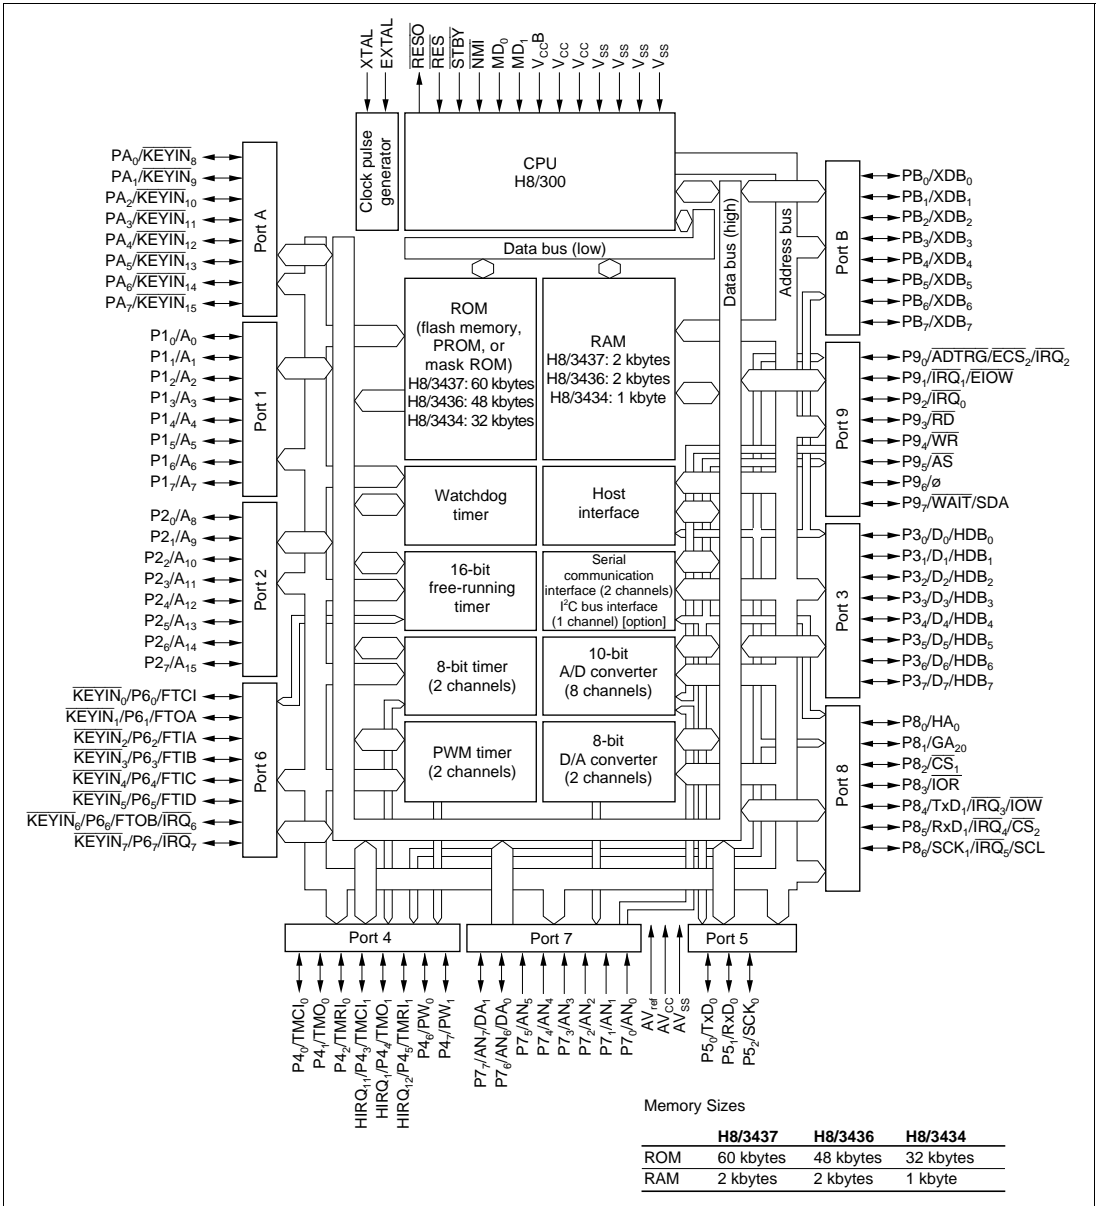 XTAL
EXTAL
RESO
RES
STBY
NMI
MD0
MD1
VCCB
VCC
VCC
VSS
VSS
VSS
VSS
Clock pulse
generator
CPU
H8/300
Data bus (low)
Data bus (high)
Address bus
PA0/KEYIN8
PA1/KEYIN9
PA2/KEYIN10
PA3/KEYIN11
PA4/KEYIN12
PA5/KEYIN13
PA6/KEYIN14
PA7/KEYIN15
Port A
P10/A0
P11/A1
P12/A2
P13/A3
P14/A4
P15/A5
P16/A6
P17/A7
Port 1
P20/A8
P21/A9
P22/A10
P23/A11
P24/A12
P25/A13
P26/A14
P27/A15
Port 2
KEYIN0/P60/FTCI
KEYIN1/P61/FTOA
KEYIN2/P62/FTIA
KEYIN3/P63/FTIB
KEYIN4/P64/FTIC
KEYIN5/P65/FTID
KEYIN6/P66/FTOB/IRQ6
KEYIN7/P67/IRQ7
Port 6
ROM
(flash memory,
PROM, or
mask ROM)
H8/3437: 60 kbytes
H8/3436: 48 kbytes
H8/3434: 32 kbytes
RAM
H8/3437: 2 kbytes
H8/3436: 2 kbytes
H8/3434: 1 kbyte
Watchdog
timer
Host
interface
16-bit
free-running
timer
Serial
communication
interface (2 channels)
I²C bus interface
(1 channel) [option]
8-bit timer
(2 channels)
10-bit
A/D converter
(8 channels)
PWM timer
(2 channels)
8-bit
D/A converter
(2 channels)
Port B
PB0/XDB0
PB1/XDB1
PB2/XDB2
PB3/XDB3
PB4/XDB4
PB5/XDB5
PB6/XDB6
PB7/XDB7
Port 9
P90/ADTRG/ECS2/IRQ2
P91/IRQ1/EIOW
P92/IRQ0
P93/RD
P94/WR
P95/AS
P96/ø
P97/WAIT/SDA
Port 3
P30/D0/HDB0
P31/D1/HDB1
P32/D2/HDB2
P33/D3/HDB3
P34/D4/HDB4
P35/D5/HDB5
P36/D6/HDB6
P37/D7/HDB7
Port 8
P80/HA0
P81/GA20
P82/CS1
P83/IOR
P84/TxD1/IRQ3/IOW
P85/RxD1/IRQ4/CS2
P86/SCK1/IRQ5/SCL
Port 4
Port 7
Port 5
P40/TMCI0
P41/TMO0
P42/TMRI0
HIRQ11/P43/TMCI1
HIRQ1/P44/TMO1
HIRQ12/P45/TMRI1
P46/PW0
P47/PW1
P77/AN7/DA1
P76/AN6/DA0
P75/AN5
P74/AN4
P73/AN3
P72/AN2
P71/AN1
P70/AN0
AVref
AVCC
AVSS
P50/TxD0
P51/RxD0
P52/SCK0
Memory Sizes
H8/3437 H8/3436 H8/3434
ROM 60 kbytes 48 kbytes 32 kbytes
RAM 2 kbytes 2 kbytes 1 kbyte